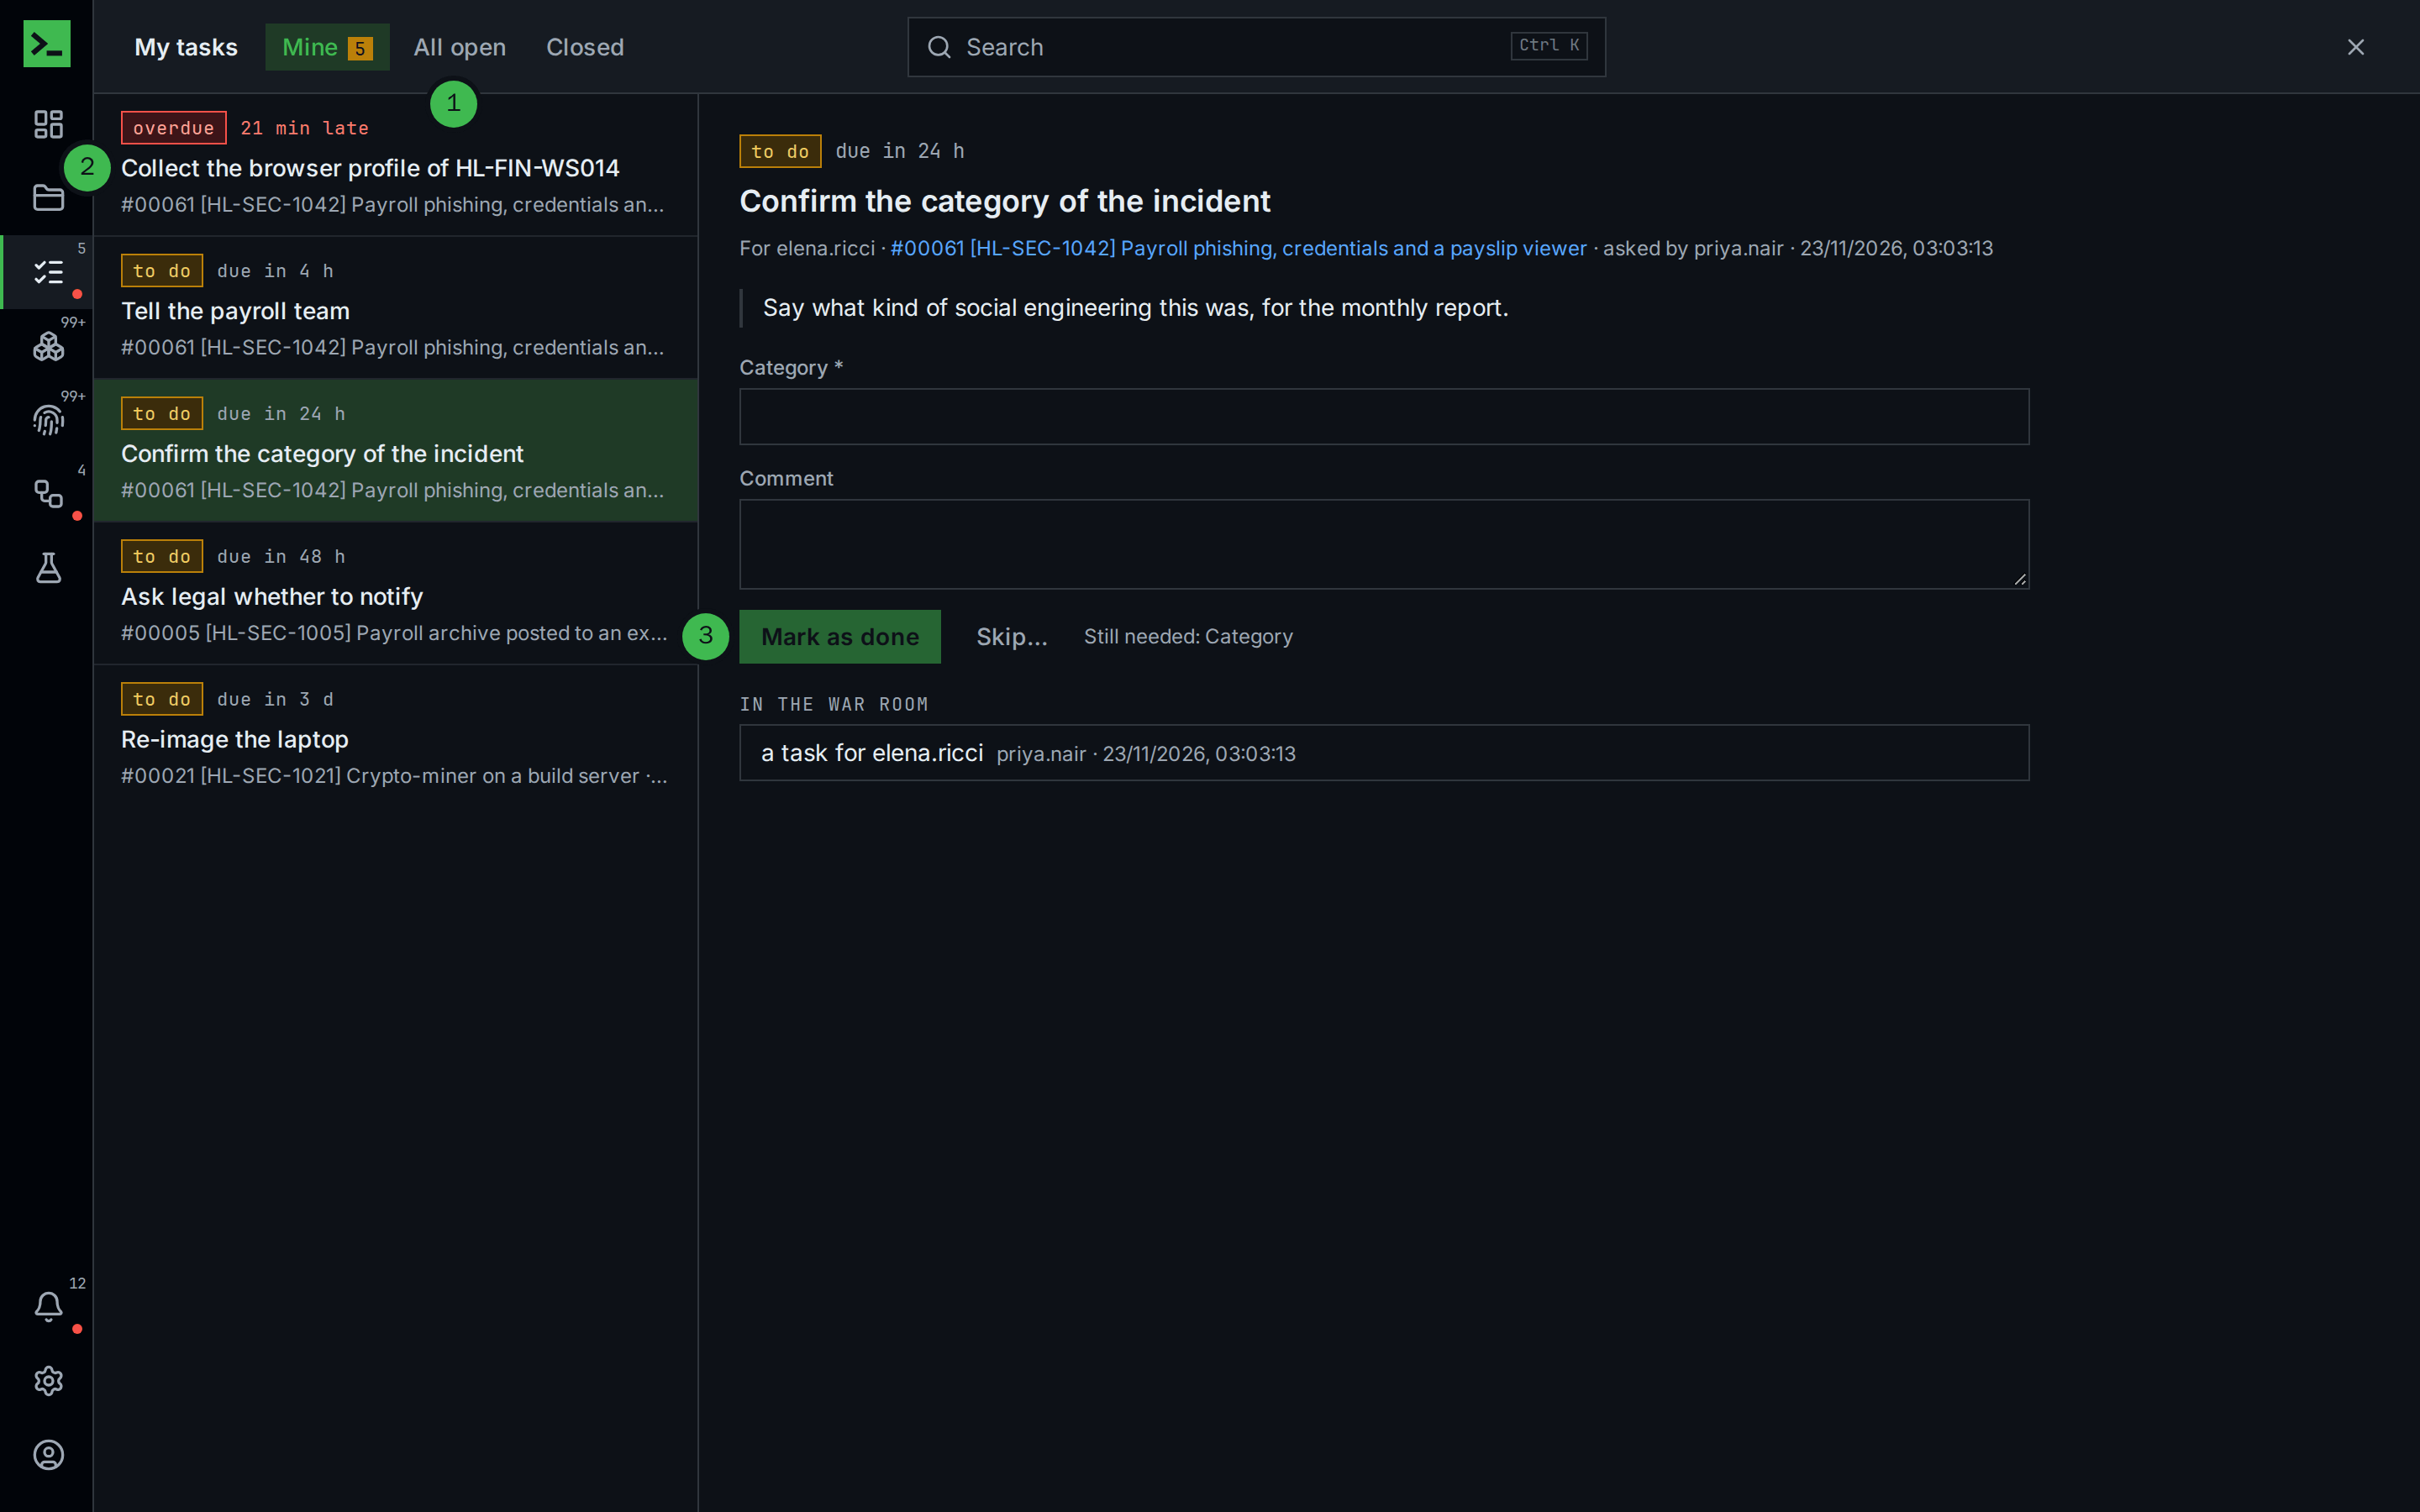 My tasks Mine 5 All open Closed Search Ctrl K
1
overdue 21 min late
2
Collect the browser profile of HL-FIN-WS014
#00061 [HL-SEC-1042] Payroll phishing, credentials an...
5
to do due in 4 h
Tell the payroll team
#00061 [HL-SEC-1042] Payroll phishing, credentials an...
99+
to do due in 24 h
Confirm the category of the incident
#00061 [HL-SEC-1042] Payroll phishing, credentials an...
99+
4
to do due in 48 h
Ask legal whether to notify
#00005 [HL-SEC-1005] Payroll archive posted to an ex...
to do due in 3 d
Re-image the laptop
#00021 [HL-SEC-1021] Crypto-miner on a build server ·...
12
to do due in 24 h
Confirm the category of the incident
For elena.ricci · #00061 [HL-SEC-1042] Payroll phishing, credentials and a payslip viewer · asked by priya.nair · 23/11/2026, 03:03:13
Say what kind of social engineering this was, for the monthly report.
Category *
Comment
3
Mark as done Skip... Still needed: Category
IN THE WAR ROOM
a task for elena.ricci priya.nair · 23/11/2026, 03:03:13